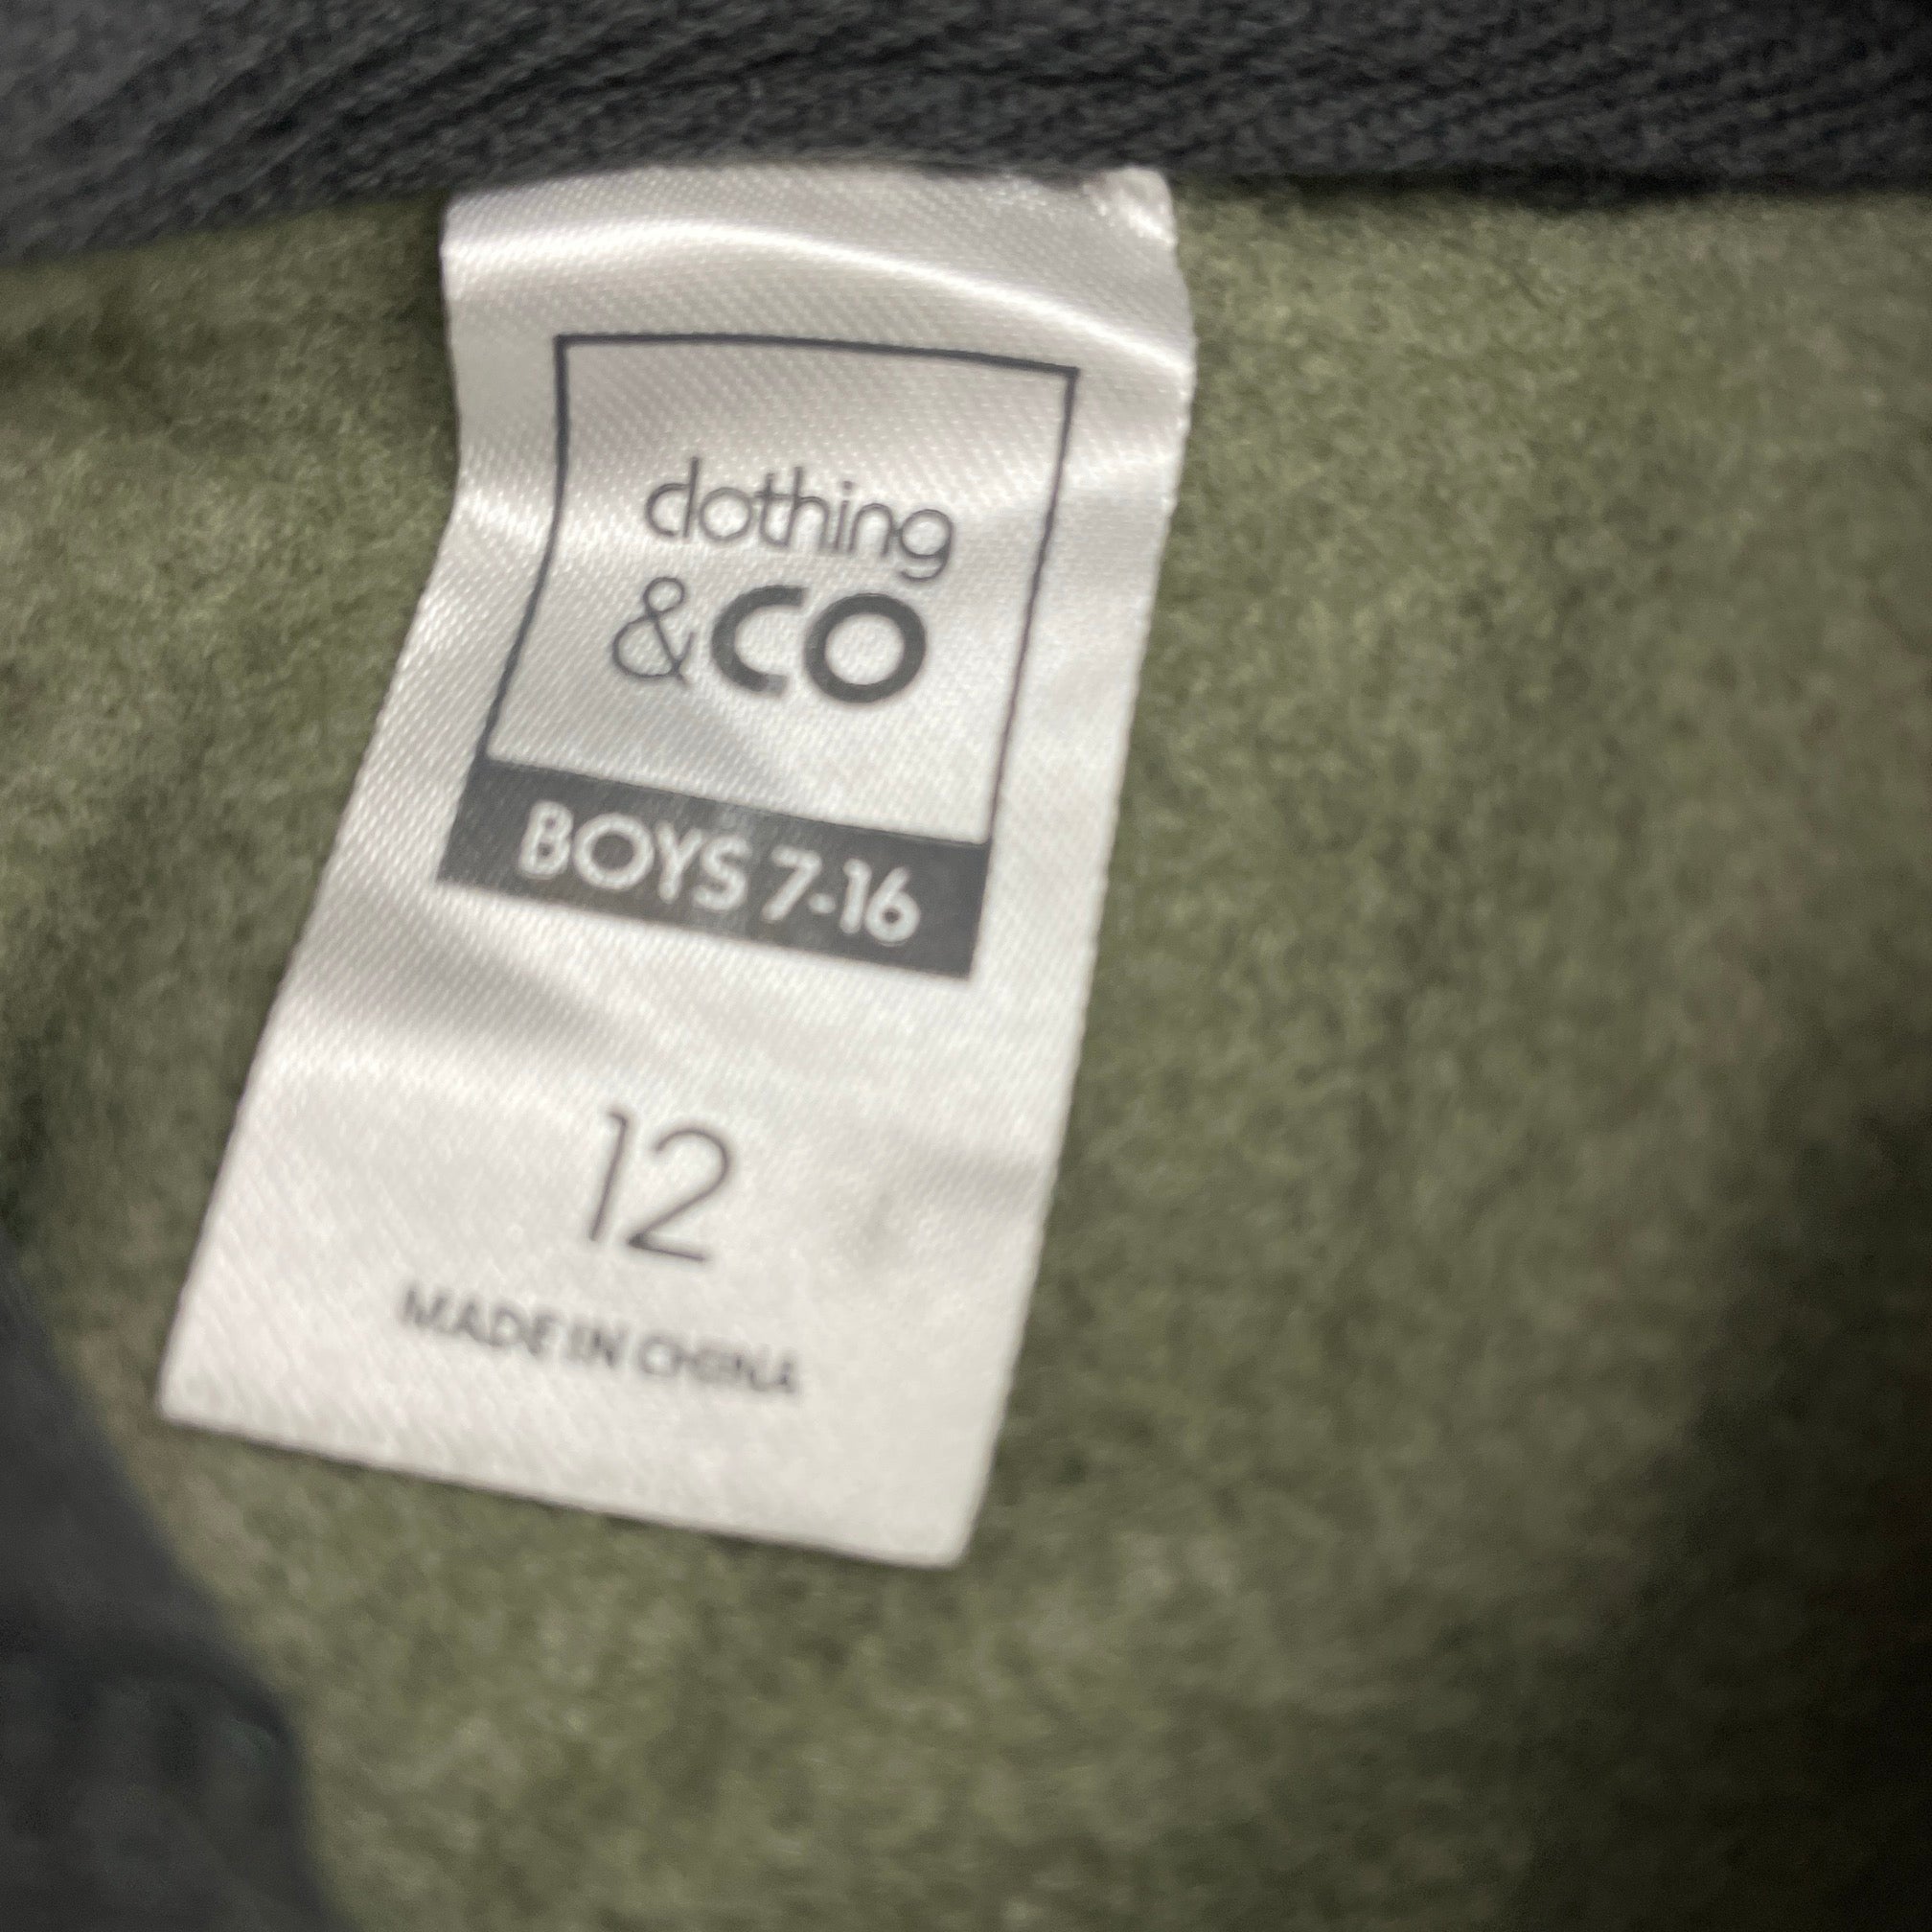 clothing
&CO
BOYS 7-16
12
MADE IN CHINA